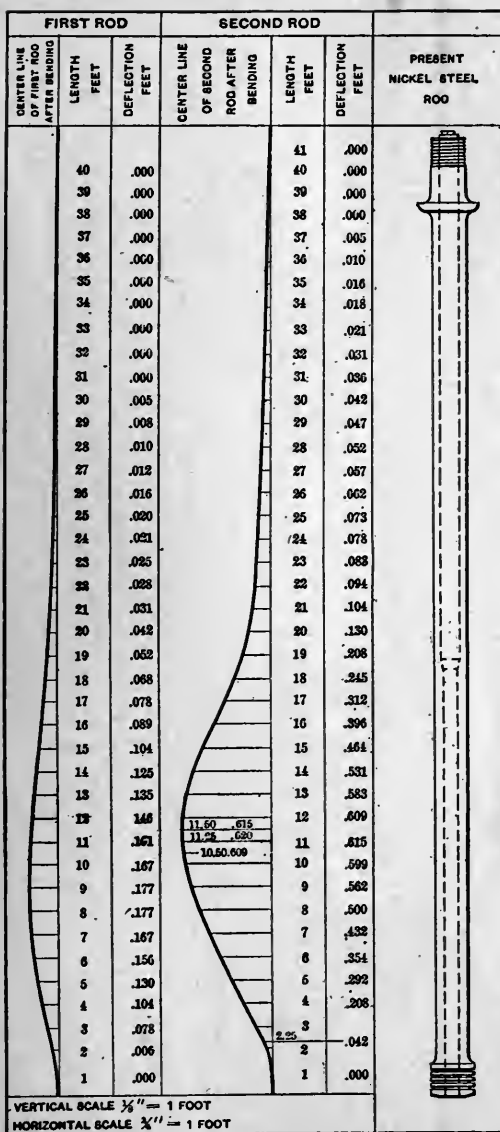 FIRST ROD SECOND ROD
CENTER LINE OF FIRST ROD AFTER BENDING
LENGTH FEET
DEFLECTION FEET
CENTER LINE OF SECOND ROD AFTER BENDING
LENGTH FEET
DEFLECTION FEET
PRESENT
NICKEL STEEL
ROD
41 .000
40 .000 40 .000
39 .000 39 .000
38 .000 38 .000
37 .000 37 .005
36 .000 36 .010
35 .000 35 .016
34 .000 34 .018
33 .000 33 .021
32 .000 32 .031
31 .000 31 .036
30 .005 30 .042
29 .008 29 .047
28 .010 28 .052
27 .012 27 .057
26 .016 26 .062
25 .020 25 .073
24 .021 24 .078
23 .025 23 .083
22 .028 22 .094
21 .031 21 .104
20 .042 20 .130
19 .052 19 .208
18 .068 18 .245
17 .078 17 .312
16 .089 16 .396
15 .104 15 .464
14 .125 14 .531
13 .135 13 .583
12 .146 12 .609
11.50 .615
11.25 .620
11 .161 11 .615
10.50.609
10 .167 10 .599
9 .177 9 .562
8 .177 8 .500
7 .167 7 .432
6 .156 6 .354
5 .130 5 .292
4 .104 4 .208
3 .078 3
2.25 .042
2 .006 2
1 .000 1 .000
VERTICAL SCALE ⅛" = 1 FOOT
HORIZONTAL SCALE ¾" = 1 FOOT